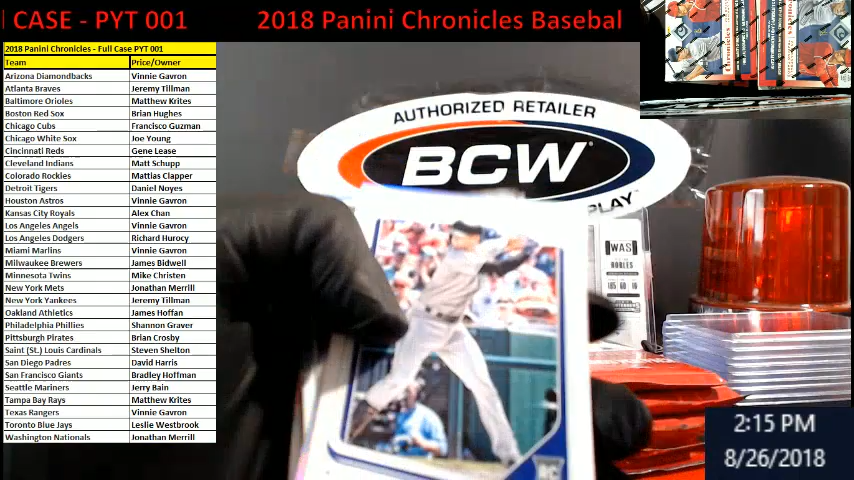 CASE - PYT 001 2018 Panini Chronicles Basebal
2018 Panini Chronicles - Full Case PYT 001
Team Price/Owner
Arizona Diamondbacks Vinnie Gavron
Atlanta Braves Jeremy Tillman
Baltimore Orioles Matthew Krites
Boston Red Sox Brian Hughes
Chicago Cubs Francisco Guzman
Chicago White Sox Joe Young
Cincinnati Reds Gene Lease
Cleveland Indians Matt Schupp
Colorado Rockies Mattias Clapper
Detroit Tigers Daniel Noyes
Houston Astros Vinnie Gavron
Kansas City Royals Alex Chan
Los Angeles Angels Vinnie Gavron
Los Angeles Dodgers Richard Hurocy
Miami Marlins Vinnie Gavron
Milwaukee Brewers James Bidwell
Minnesota Twins Mike Christen
New York Mets Jonathan Merrill
New York Yankees Jeremy Tillman
Oakland Athletics James Hoffan
Philadelphia Phillies Shannon Graver
Pittsburgh Pirates Brian Crosby
Saint (St.) Louis Cardinals Steven Shelton
San Diego Padres David Harris
San Francisco Giants Bradley Hoffman
Seattle Mariners Jerry Bain
Tampa Bay Rays Matthew Krites
Texas Rangers Vinnie Gavron
Toronto Blue Jays Leslie Westbrook
Washington Nationals Jonathan Merrill
AUTHORIZED RETAILER
BCW
PLAY
WAS
ROBLES
RC
Chronicles
2:15 PM
8/26/2018